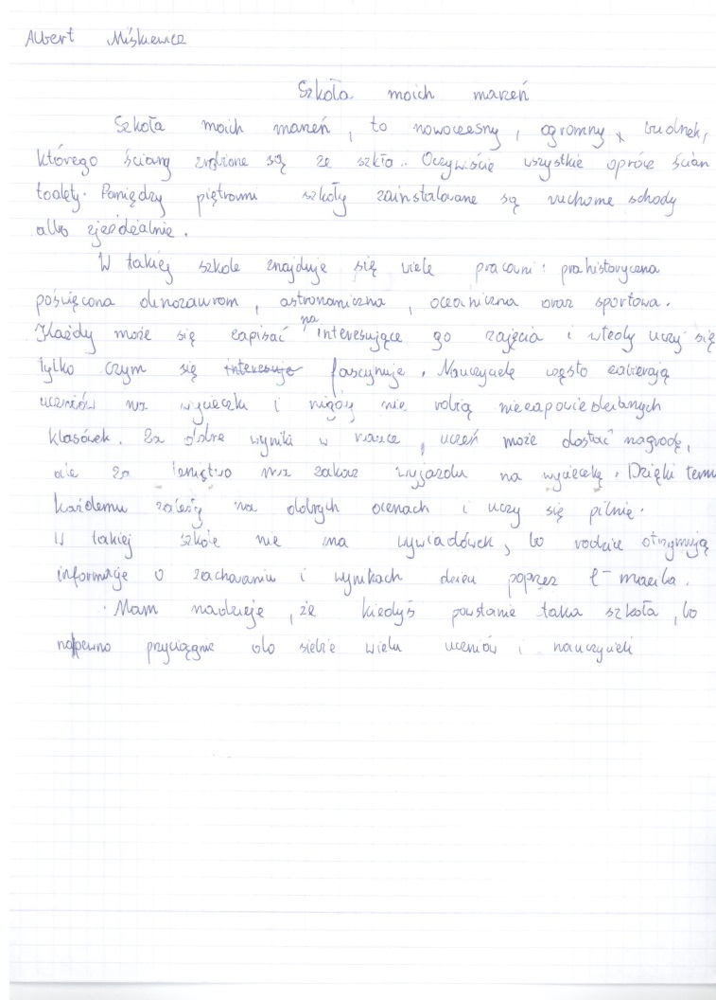 Albert Miśkiewicz
Szkoła moich marzeń
Szkoła moich marzeń, to nowoczesny, ogromny budnek,
którego ściany zrobione są ze szkło.. Oczywiście wszystkie oprócz ścian
toalety. Pomiędzy piętrami szkoły zainstalowane są ruchome schody
albo zjeżdżalnie.
W takiej szkole znajduje się wiele pracowni: prahistoryczna
poświęcona dinozaurom, astronomiczna, oceaniczna oraz sportowa.
Każdy może się zapisać na interesujące go zajęcia i wtedy uczy się
tylko czym się interesuje fascynuje. Nauczyciele często zabierają
uczniów na wycieczki i nigdy nie robią niezapowiedzianych
klasówek. Za dobre wyniki w nauce, uczeń może dostać nagrodę,
ale za lenistwo ma zakaz wyjazdu na wycieczkę. Dzięki temu
każdemu zależy na dobrych ocenach i uczy się pilnie.
W takiej szkole nie ma wywiadówek, bo rodzice otrzymują
informacje o zachowaniu i wynikach dzieci poprzez e-maila.
Mam nadzieję, że kiedyś powstanie taka szkoła, bo
napewno przyciągnie do siebie wielu uczniów i nauczycieli